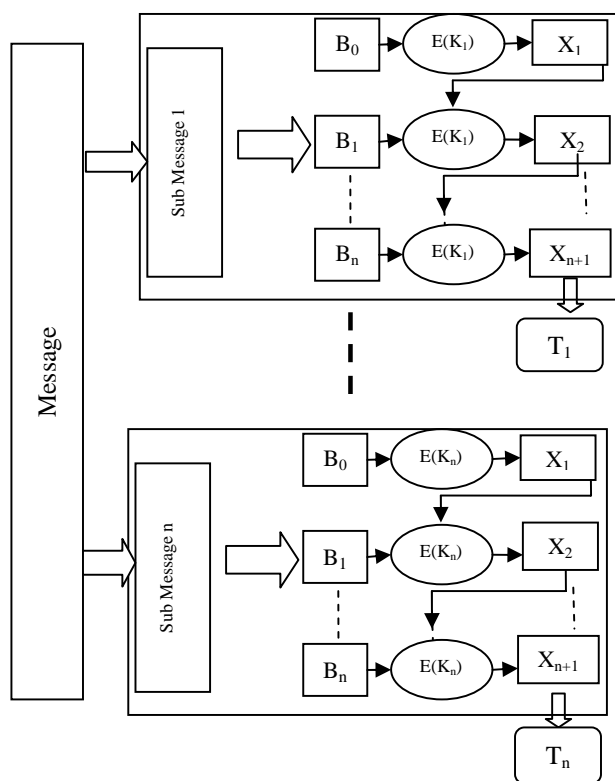 Message
Sub Message 1
B₀ E(K₁) X₁
B₁ E(K₁) X₂
Bₙ E(K₁) Xₙ₊₁
T₁
Sub Message n
B₀ E(Kₙ) X₁
B₁ E(Kₙ) X₂
Bₙ E(Kₙ) Xₙ₊₁
Tₙ